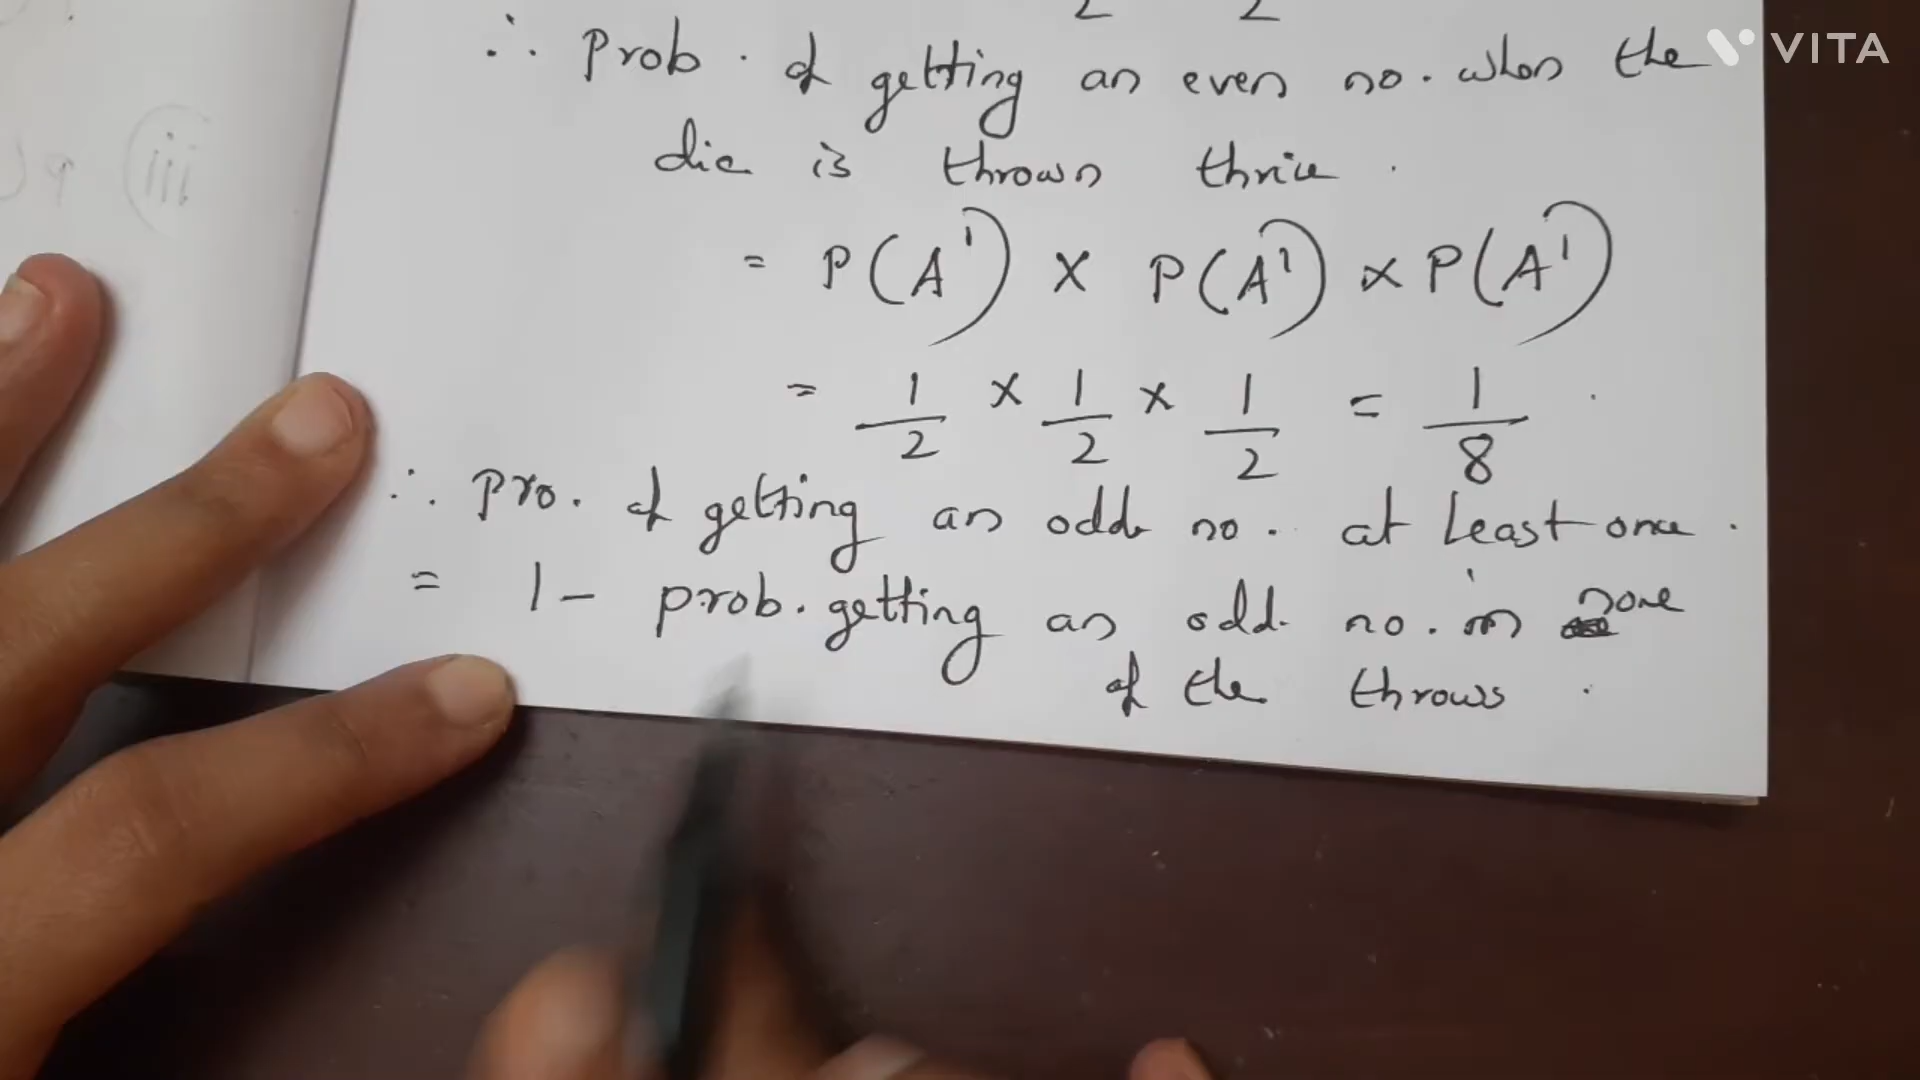 ∴ Prob. of getting an even no. when the
die is thrown thrice.
= P(A') × P(A') × P(A')
= 1/2 × 1/2 × 1/2 = 1/8.
∴ pro. of getting an odd no. at least once.
= 1 - prob. getting an odd no. in none
of the throws.
iii
VITA